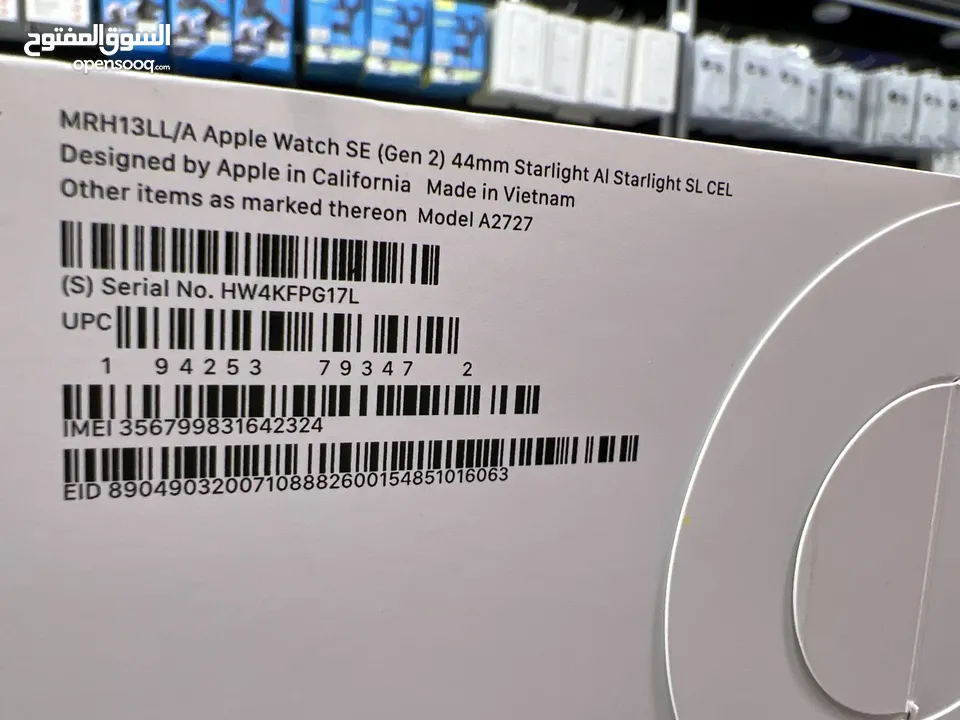 السوق المفتوح
opensooq.com
MRH13LL/A Apple Watch SE (Gen 2) 44mm Starlight Al Starlight SL CEL
Designed by Apple in California Made in Vietnam
Other items as marked thereon Model A2727
(S) Serial No. HW4KFPG17L
UPC
1 94253 79347 2
IMEI 356799831642324
EID 89049032007108882600154851016063